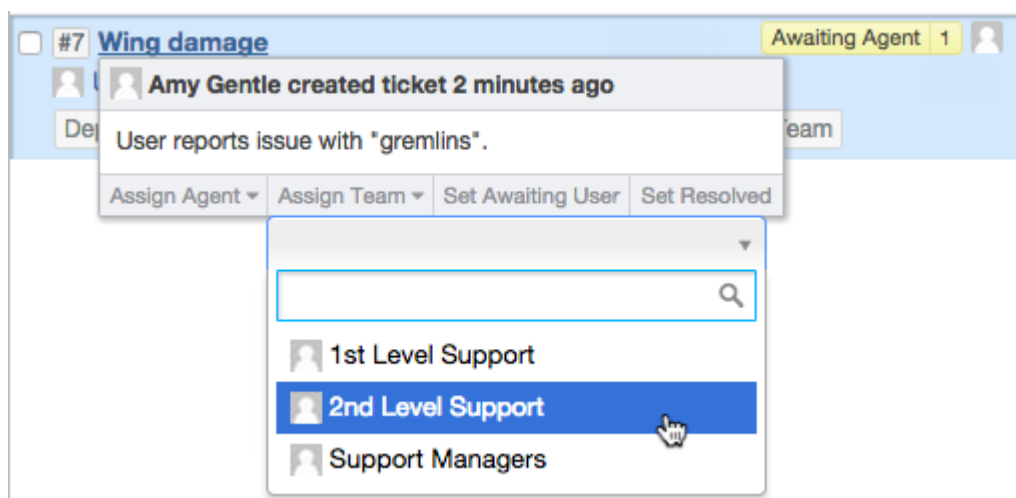 #7 Wing damage Awaiting Agent 1
Amy Gentle created ticket 2 minutes ago
User reports issue with "gremlins".
Assign Agent Assign Team Set Awaiting User Set Resolved
1st Level Support
2nd Level Support
Support Managers